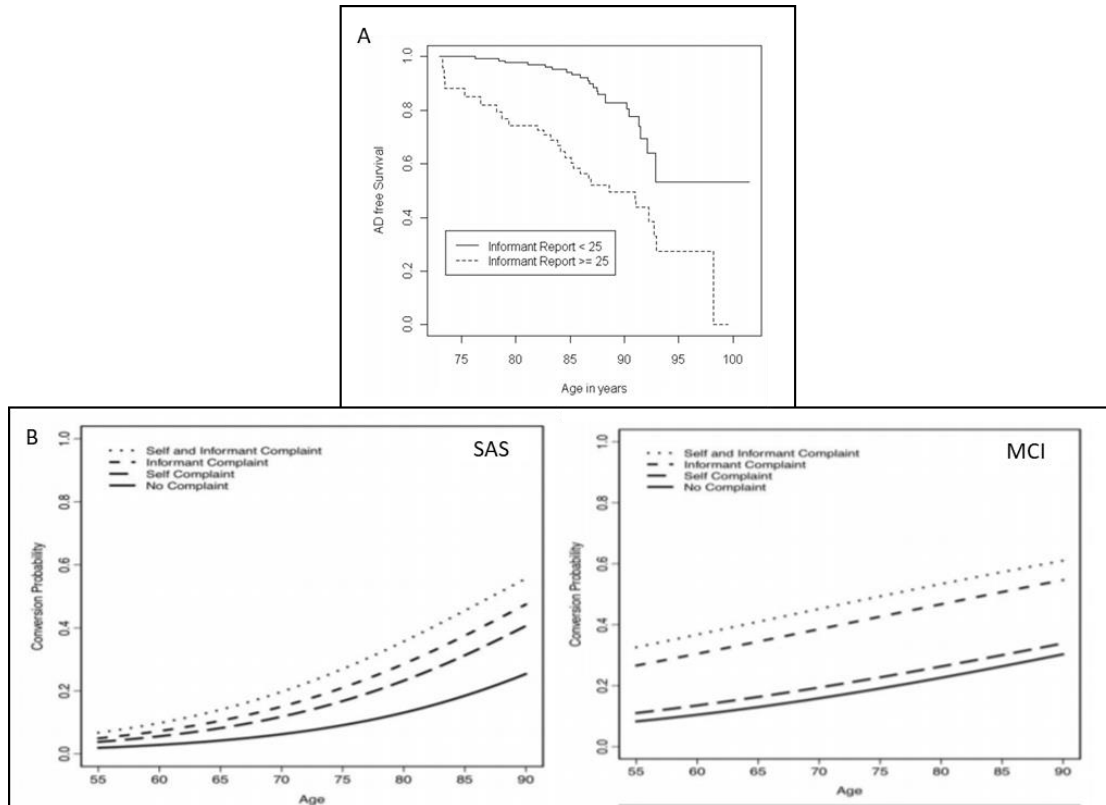 A
AD free Survival
1.0
0.8
0.6
0.4
0.2
0.0
Informant Report < 25
Informant Report >= 25
75 80 85 90 95 100
Age in years
B
SAS
Conversion Probability
1.0
0.8
0.6
0.4
0.2
0.0
Self and Informant Complaint
Informant Complaint
Self Complaint
No Complaint
55 60 65 70 75 80 85 90
Age
MCI
Conversion Probability
1.0
0.8
0.6
0.4
0.2
0.0
Self and Informant Complaint
Informant Complaint
Self Complaint
No Complaint
55 60 65 70 75 80 85 90
Age